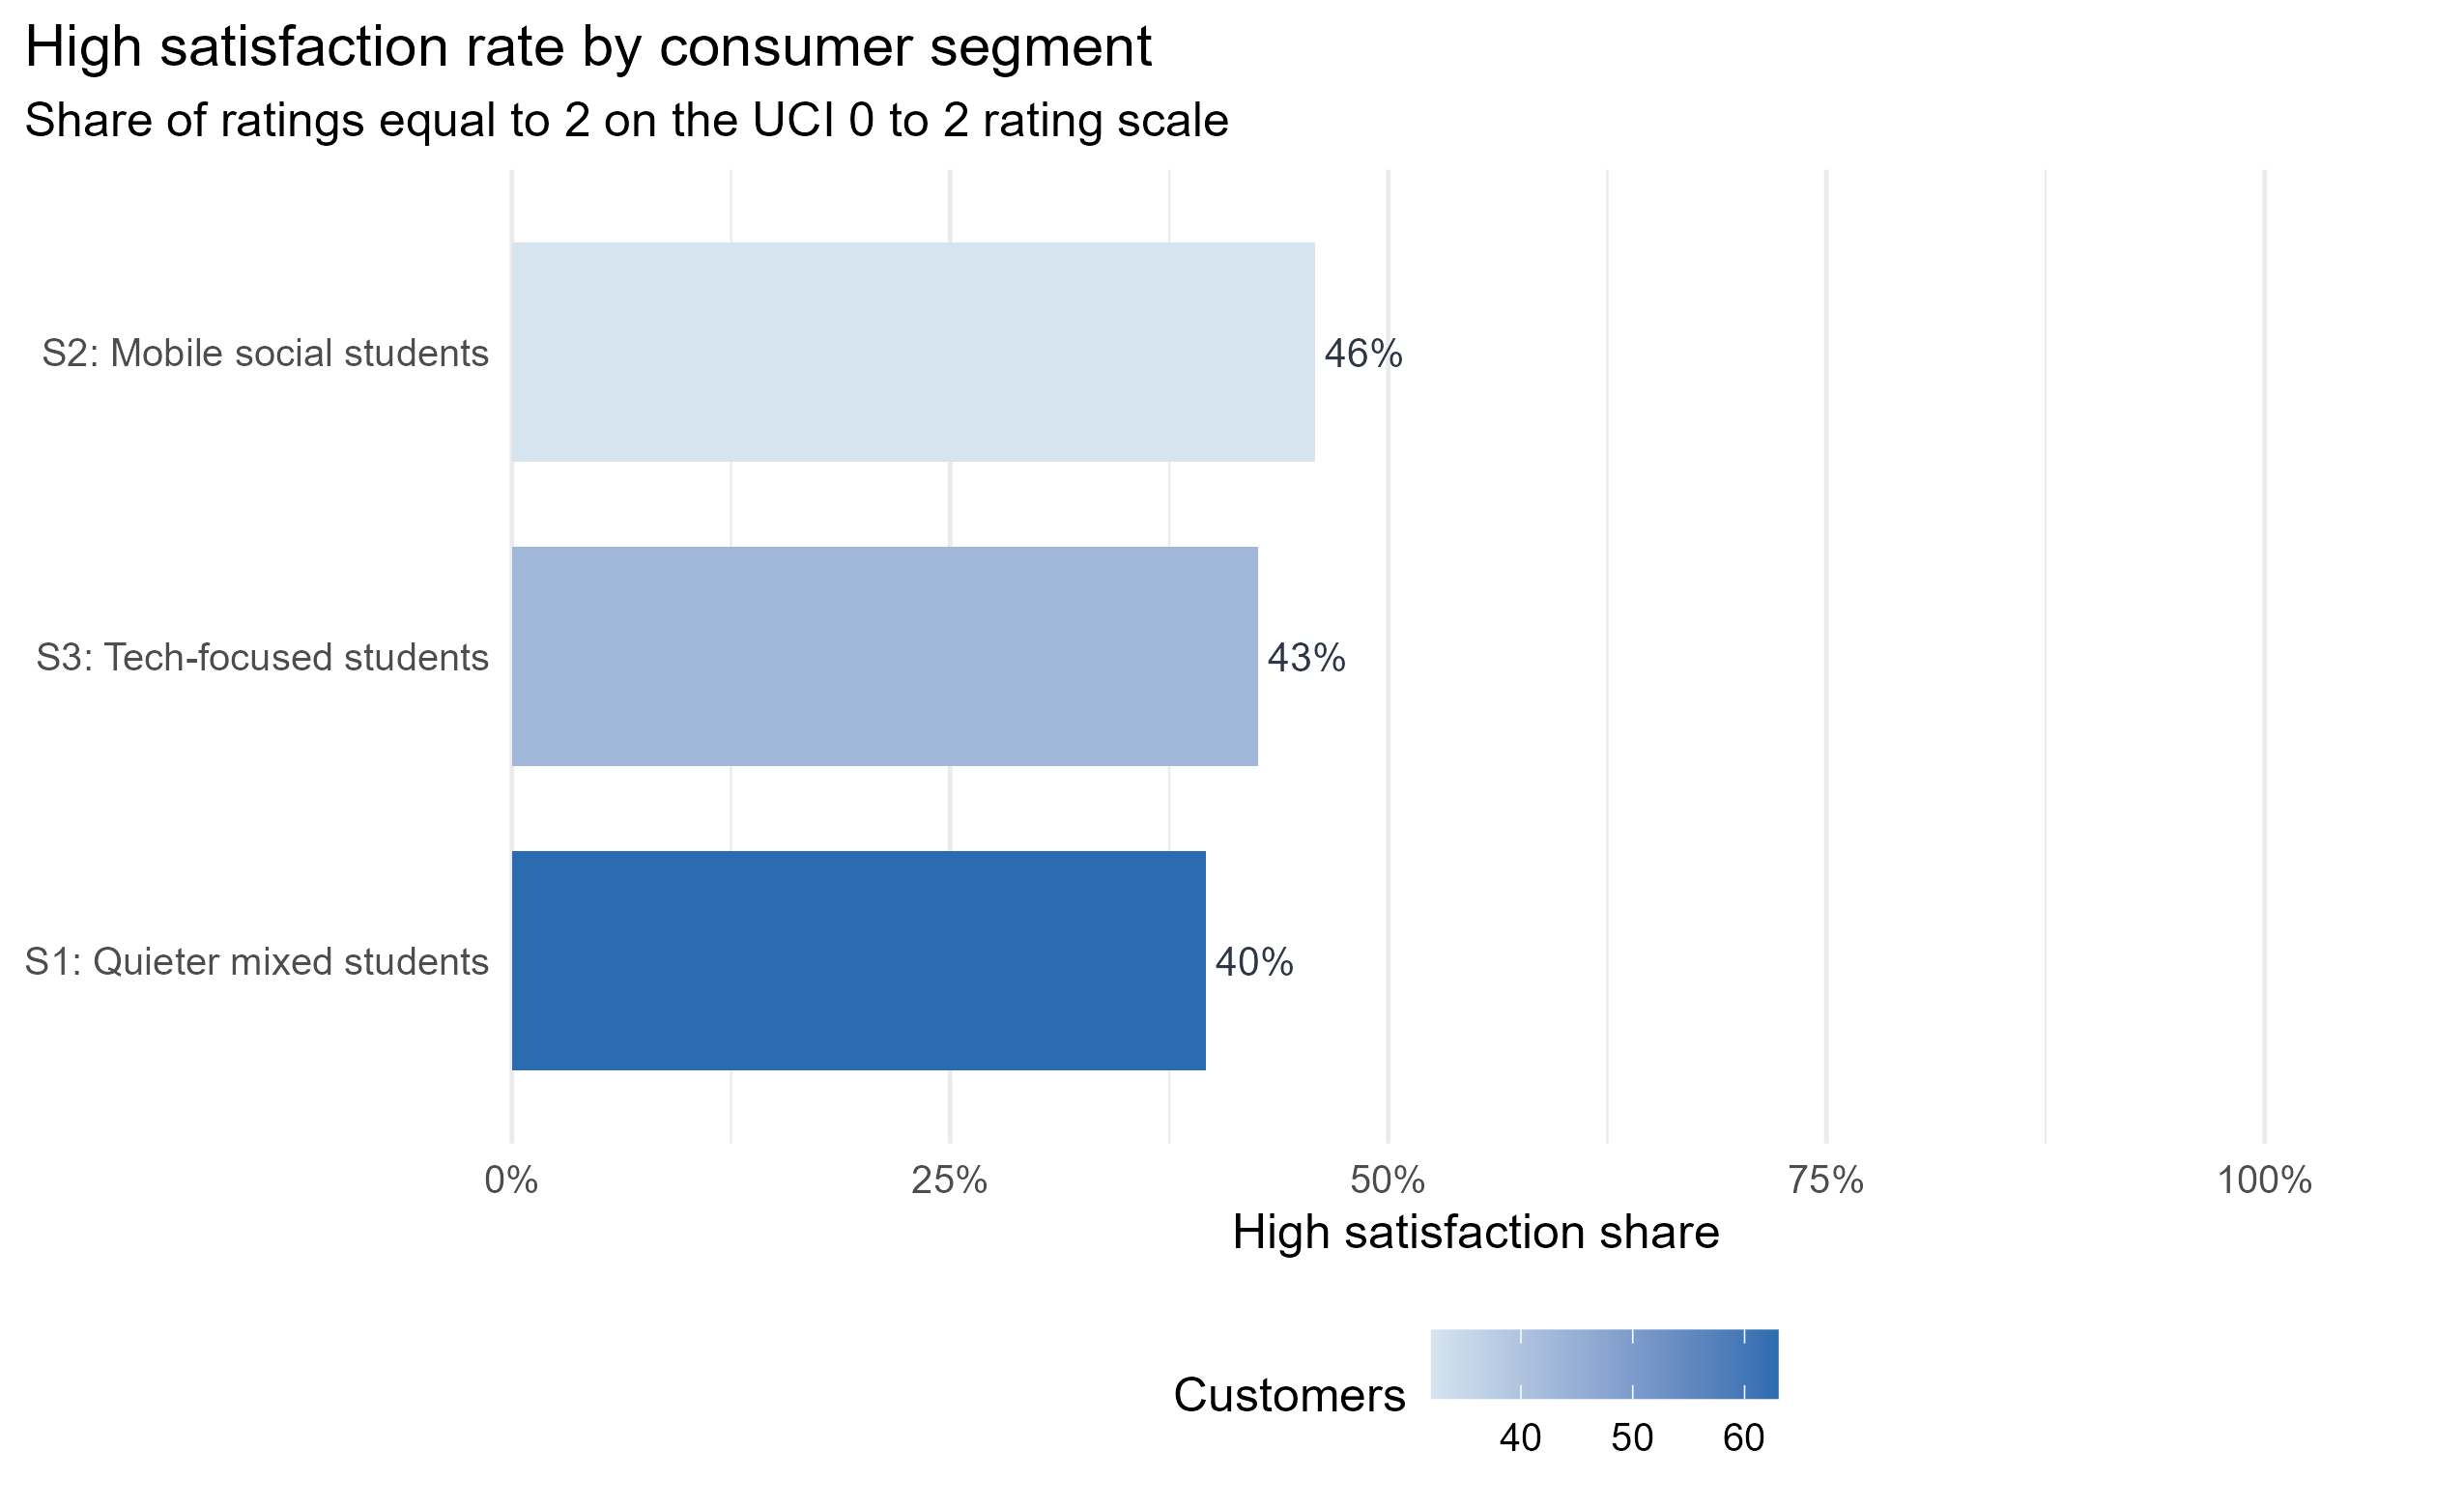 High satisfaction rate by consumer segment
Share of ratings equal to 2 on the UCI 0 to 2 rating scale
S2: Mobile social students
46%
S3: Tech-focused students
43%
S1: Quieter mixed students
40%
0% 25% 50% 75% 100%
High satisfaction share
Customers
40 50 60